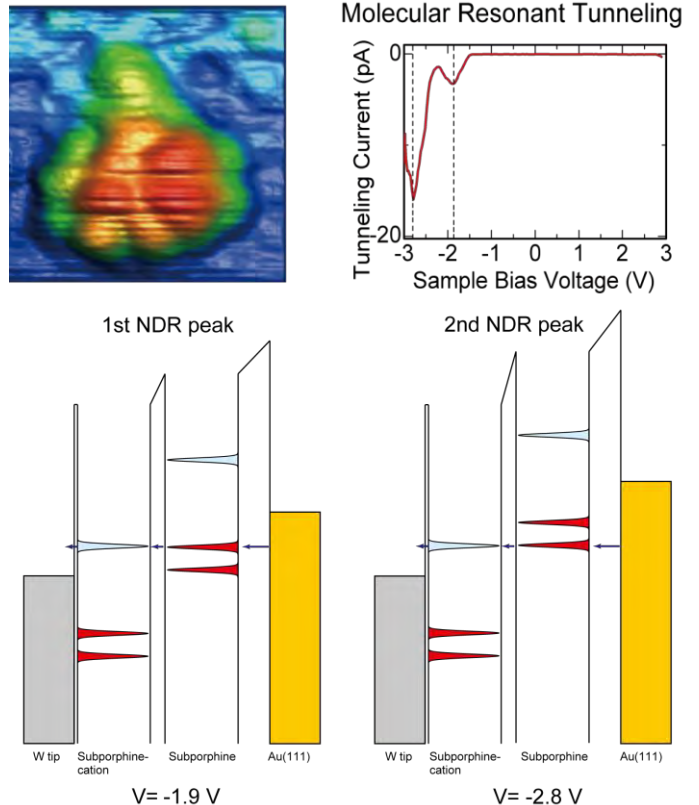 Molecular Resonant Tunneling
Tunneling Current (pA)
0
-20
-3 -2 -1 0 1 2 3
Sample Bias Voltage (V)
1st NDR peak
2nd NDR peak
W tip
Subporphine-
cation
Subporphine
Au(111)
W tip
Subporphine-
cation
Subporphine
Au(111)
V= -1.9 V
V= -2.8 V